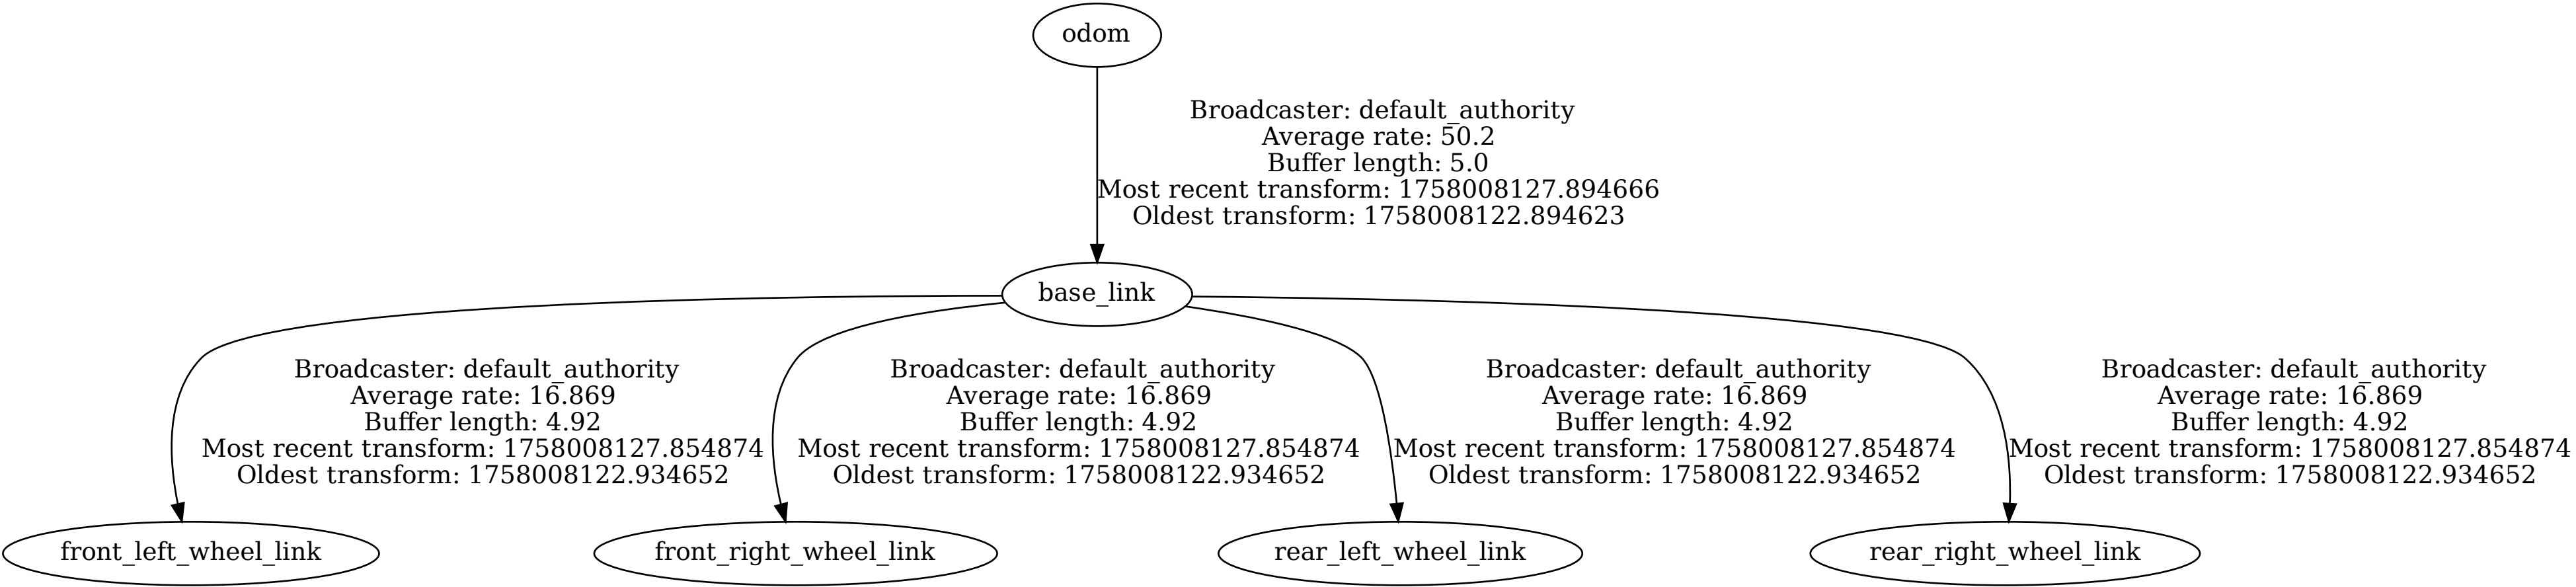 odom
Broadcaster: default_authority
Average rate: 50.2
Buffer length: 5.0
Most recent transform: 1758008127.894666
Oldest transform: 1758008122.894623
base_link
Broadcaster: default_authority
Average rate: 16.869
Buffer length: 4.92
Most recent transform: 1758008127.854874
Oldest transform: 1758008122.934652
Broadcaster: default_authority
Average rate: 16.869
Buffer length: 4.92
Most recent transform: 1758008127.854874
Oldest transform: 1758008122.934652
Broadcaster: default_authority
Average rate: 16.869
Buffer length: 4.92
Most recent transform: 1758008127.854874
Oldest transform: 1758008122.934652
Broadcaster: default_authority
Average rate: 16.869
Buffer length: 4.92
Most recent transform: 1758008127.854874
Oldest transform: 1758008122.934652
front_left_wheel_link
front_right_wheel_link
rear_left_wheel_link
rear_right_wheel_link